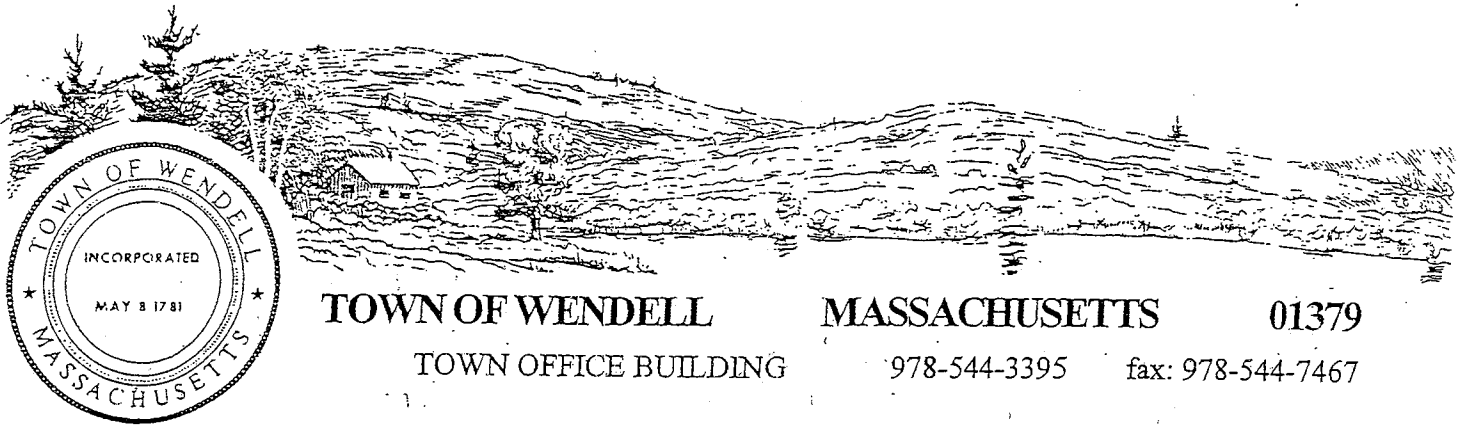 TOWN OF WENDELL
INCORPORATED
MAY 8 1781
MASSACHUSETTS
TOWN OF WENDELL MASSACHUSETTS 01379
TOWN OFFICE BUILDING 978-544-3395 fax: 978-544-7467